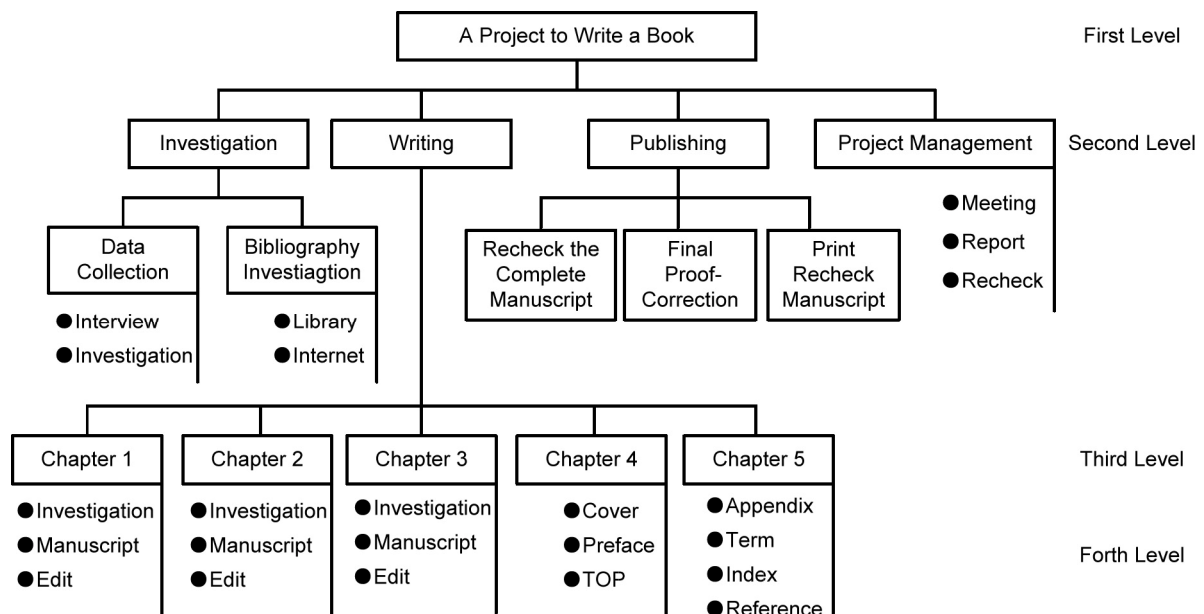 A Project to Write a Book
First Level
Investigation
Writing
Publishing
Project Management
Second Level
Data
Collection
Bibliography
Investiagtion
Recheck the
Complete
Manuscript
Final
Proof-
Correction
Print
Recheck
Manuscript
●Meeting
●Report
●Recheck
●Interview
●Investigation
●Library
●Internet
Chapter 1
Chapter 2
Chapter 3
Chapter 4
Chapter 5
Third Level
●Investigation
●Manuscript
●Edit
●Investigation
●Manuscript
●Edit
●Investigation
●Manuscript
●Edit
●Cover
●Preface
●TOP
●Appendix
●Term
●Index
●Reference
Forth Level